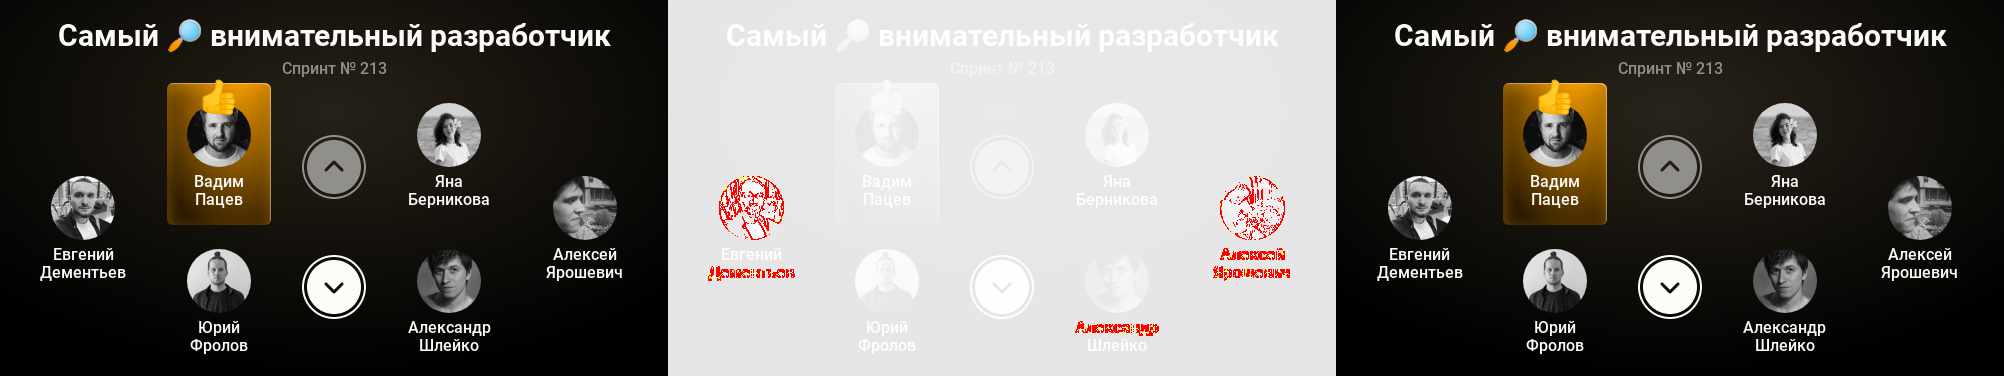 Самый 🔎 внимательный разработчик
Спринт № 213
Вадим
Пацев
Яна
Берникова
Евгений
Дементьев
Алексей
Ярошевич
Юрий
Фролов
Александр
Шлейко
Самый 🔎 внимательный разработчик
Спринт № 213
Вадим
Пацев
Яна
Берникова
Евгений
Дементьев
Алексей
Ярошевич
Юрий
Фролов
Александр
Шлейко
Самый 🔎 внимательный разработчик
Спринт № 213
Вадим
Пацев
Яна
Берникова
Евгений
Дементьев
Алексей
Ярошевич
Юрий
Фролов
Александр
Шлейко